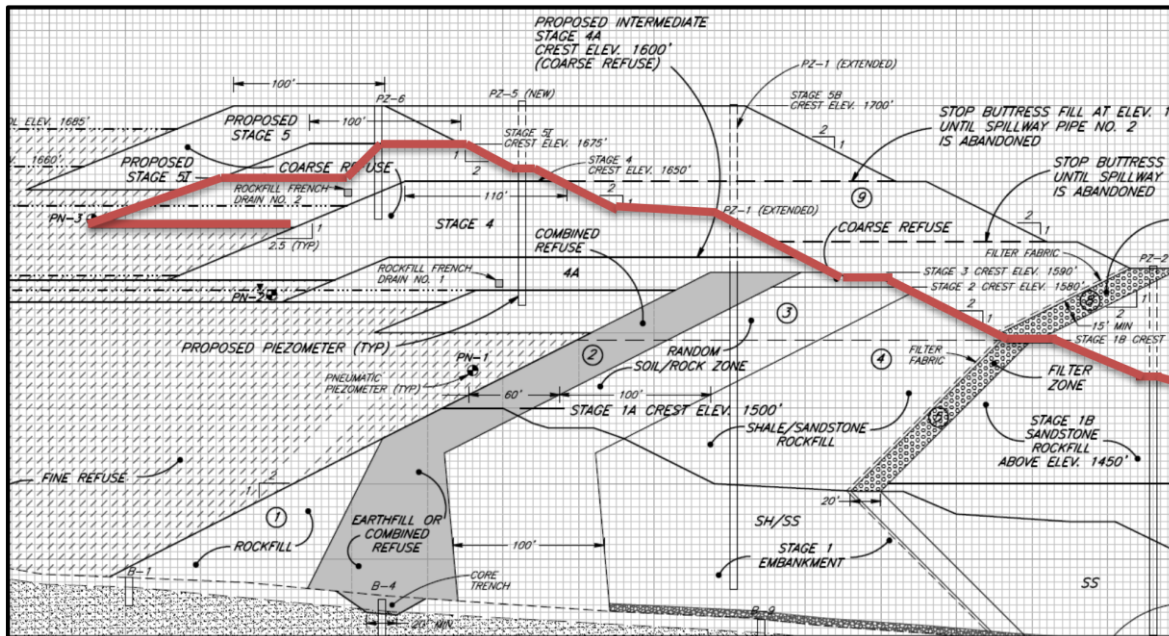 PROPOSED INTERMEDIATE
STAGE 4A
CREST ELEV. 1600'
(COARSE REFUSE)
PZ-1 (EXTENDED)
100'
PZ-6
PZ-5 (NEW)
STAGE 5B
CREST ELEV. 1700'
STOP BUTTRESS FILL AT ELEV. 1
UNTIL SPILLWAY PIPE NO. 2
IS ABANDONED
OL ELEV. 1685'
PROPOSED
STAGE 5
100'
STAGE 5I
CREST ELEV. 1675'
2
1
1660'
PROPOSED
STAGE 5I
COARSE REFUSE
1
STAGE 4
CREST ELEV. 1650'
STOP BUTTRESS
UNTIL SPILLWAY
IS ABANDONED
ROCKFILL FRENCH
DRAIN NO. 2
110'
2
1
9
PN-3
STAGE 4
PZ-1 (EXTENDED)
2
1
1
2.5 (TYP)
COMBINED
REFUSE
COARSE REFUSE
FILTER FABRIC
PZ-2
ROCKFILL FRENCH
DRAIN NO. 1
4A
STAGE 3 CREST ELEV. 1590'
STAGE 2 CREST ELEV. 1580'
PN-2
2
1
2
1
15' MIN
3
PROPOSED PIEZOMETER (TYP)
STAGE 1B CREST
PN-1
2
RANDOM
SOIL/ROCK ZONE
4
FILTER
FABRIC
FILTER
ZONE
PNEUMATIC
PIEZOMETER (TYP)
60'
100'
STAGE 1A CREST ELEV. 1500'
SHALE/SANDSTONE
ROCKFILL
STAGE 1B
SANDSTONE
ROCKFILL
ABOVE ELEV. 1450'
FINE REFUSE
2
1
20'
1
EARTHFILL OR
COMBINED
REFUSE
SH/SS
ROCKFILL
100'
STAGE 1
EMBANKMENT
B-1
B-4
CORE
TRENCH
SS
B-9
20' MIN.